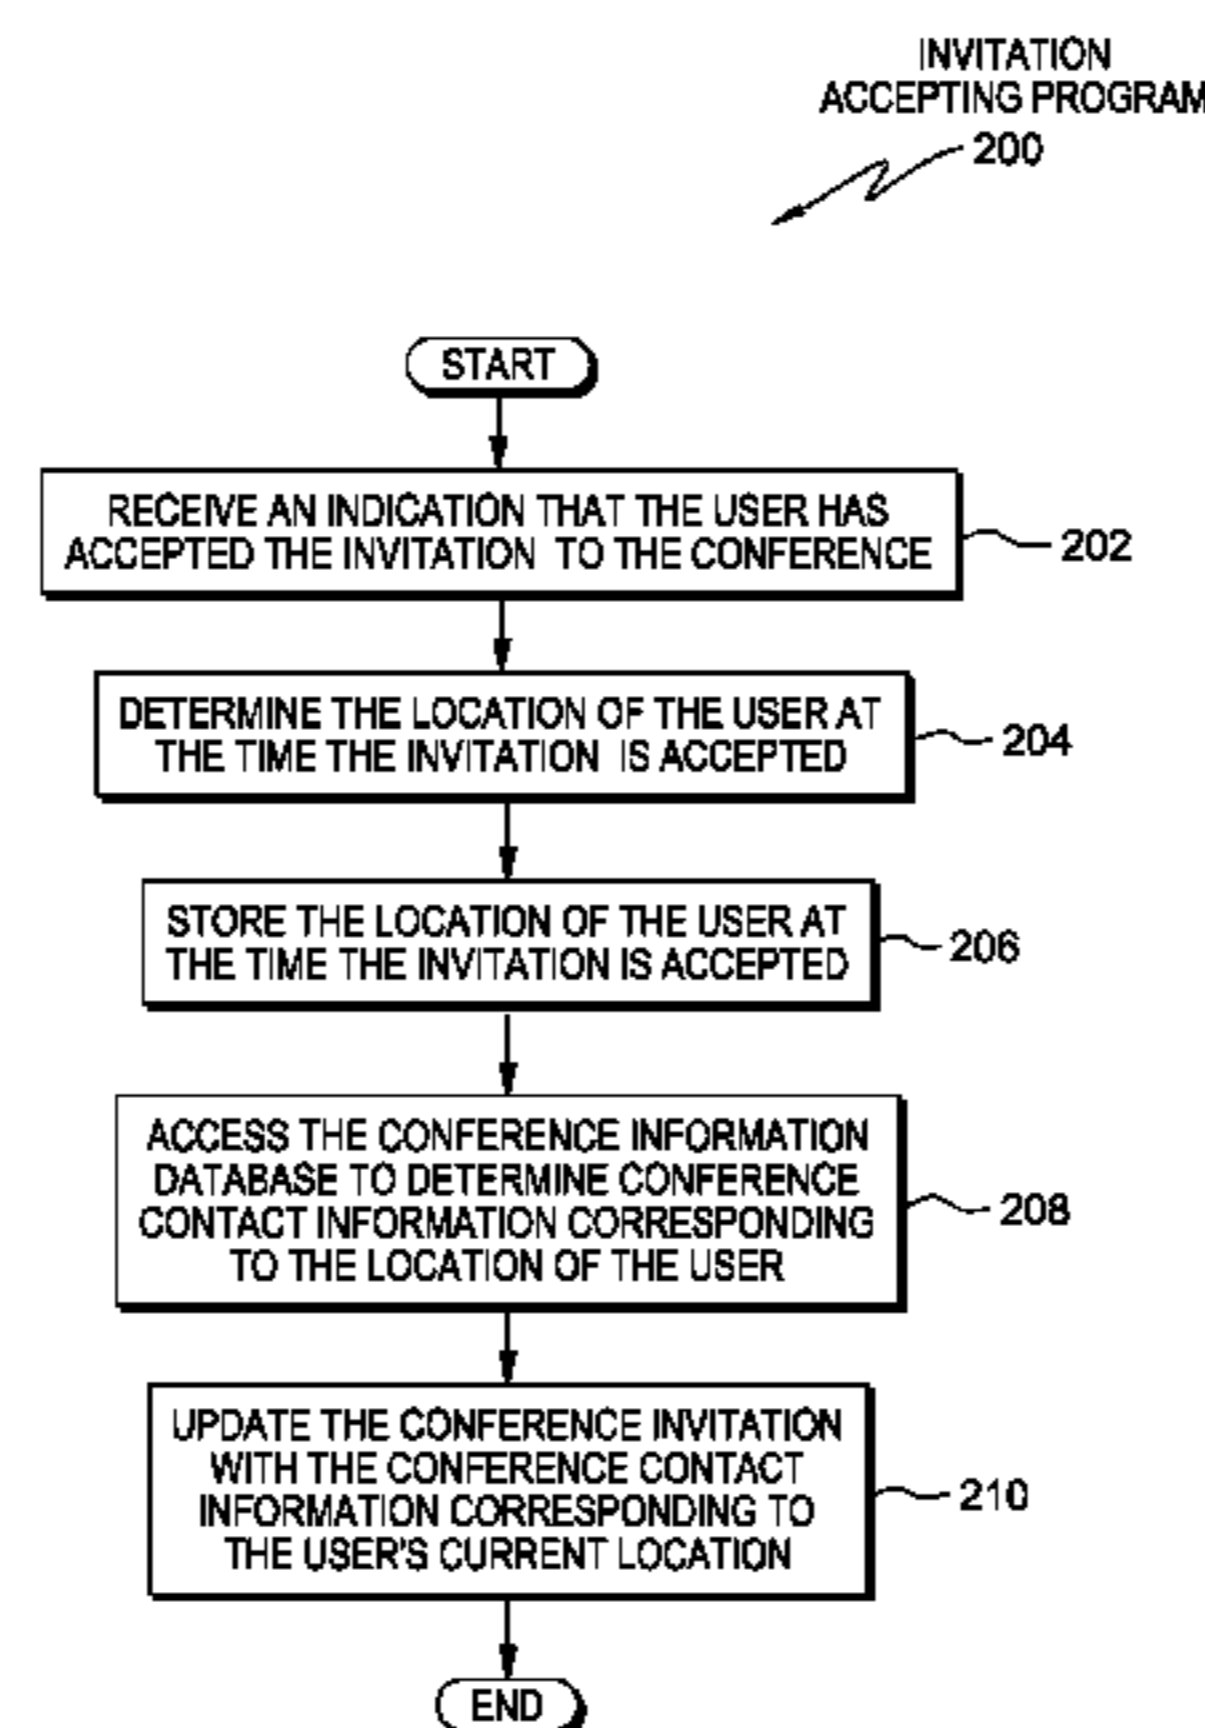 INVITATION
ACCEPTING PROGRAM
200
START
RECEIVE AN INDICATION THAT THE USER HAS
ACCEPTED THE INVITATION TO THE CONFERENCE
202
DETERMINE THE LOCATION OF THE USER AT
THE TIME THE INVITATION IS ACCEPTED
204
STORE THE LOCATION OF THE USER AT
THE TIME THE INVITATION IS ACCEPTED
206
ACCESS THE CONFERENCE INFORMATION
DATABASE TO DETERMINE CONFERENCE
CONTACT INFORMATION CORRESPONDING
TO THE LOCATION OF THE USER
208
UPDATE THE CONFERENCE INVITATION
WITH THE CONFERENCE CONTACT
INFORMATION CORRESPONDING TO
THE USER'S CURRENT LOCATION
210
END